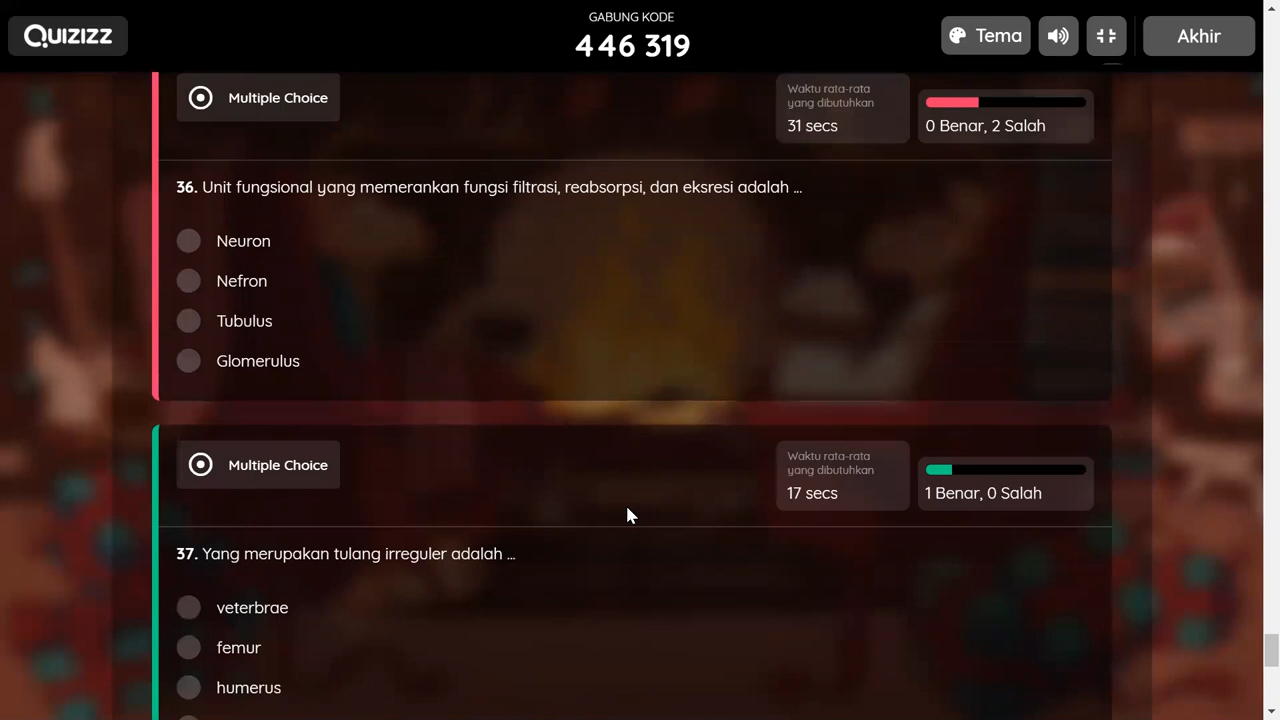 QUIZIZZ
GABUNG KODE
446 319
Tema
Akhir
Multiple Choice
Waktu rata-rata
yang dibutuhkan
31 secs
0 Benar, 2 Salah
36. Unit fungsional yang memerankan fungsi filtrasi, reabsorpsi, dan eksresi adalah ...
Neuron
Nefron
Tubulus
Glomerulus
Multiple Choice
Waktu rata-rata
yang dibutuhkan
17 secs
1 Benar, 0 Salah
37. Yang merupakan tulang irreguler adalah ...
veterbrae
femur
humerus